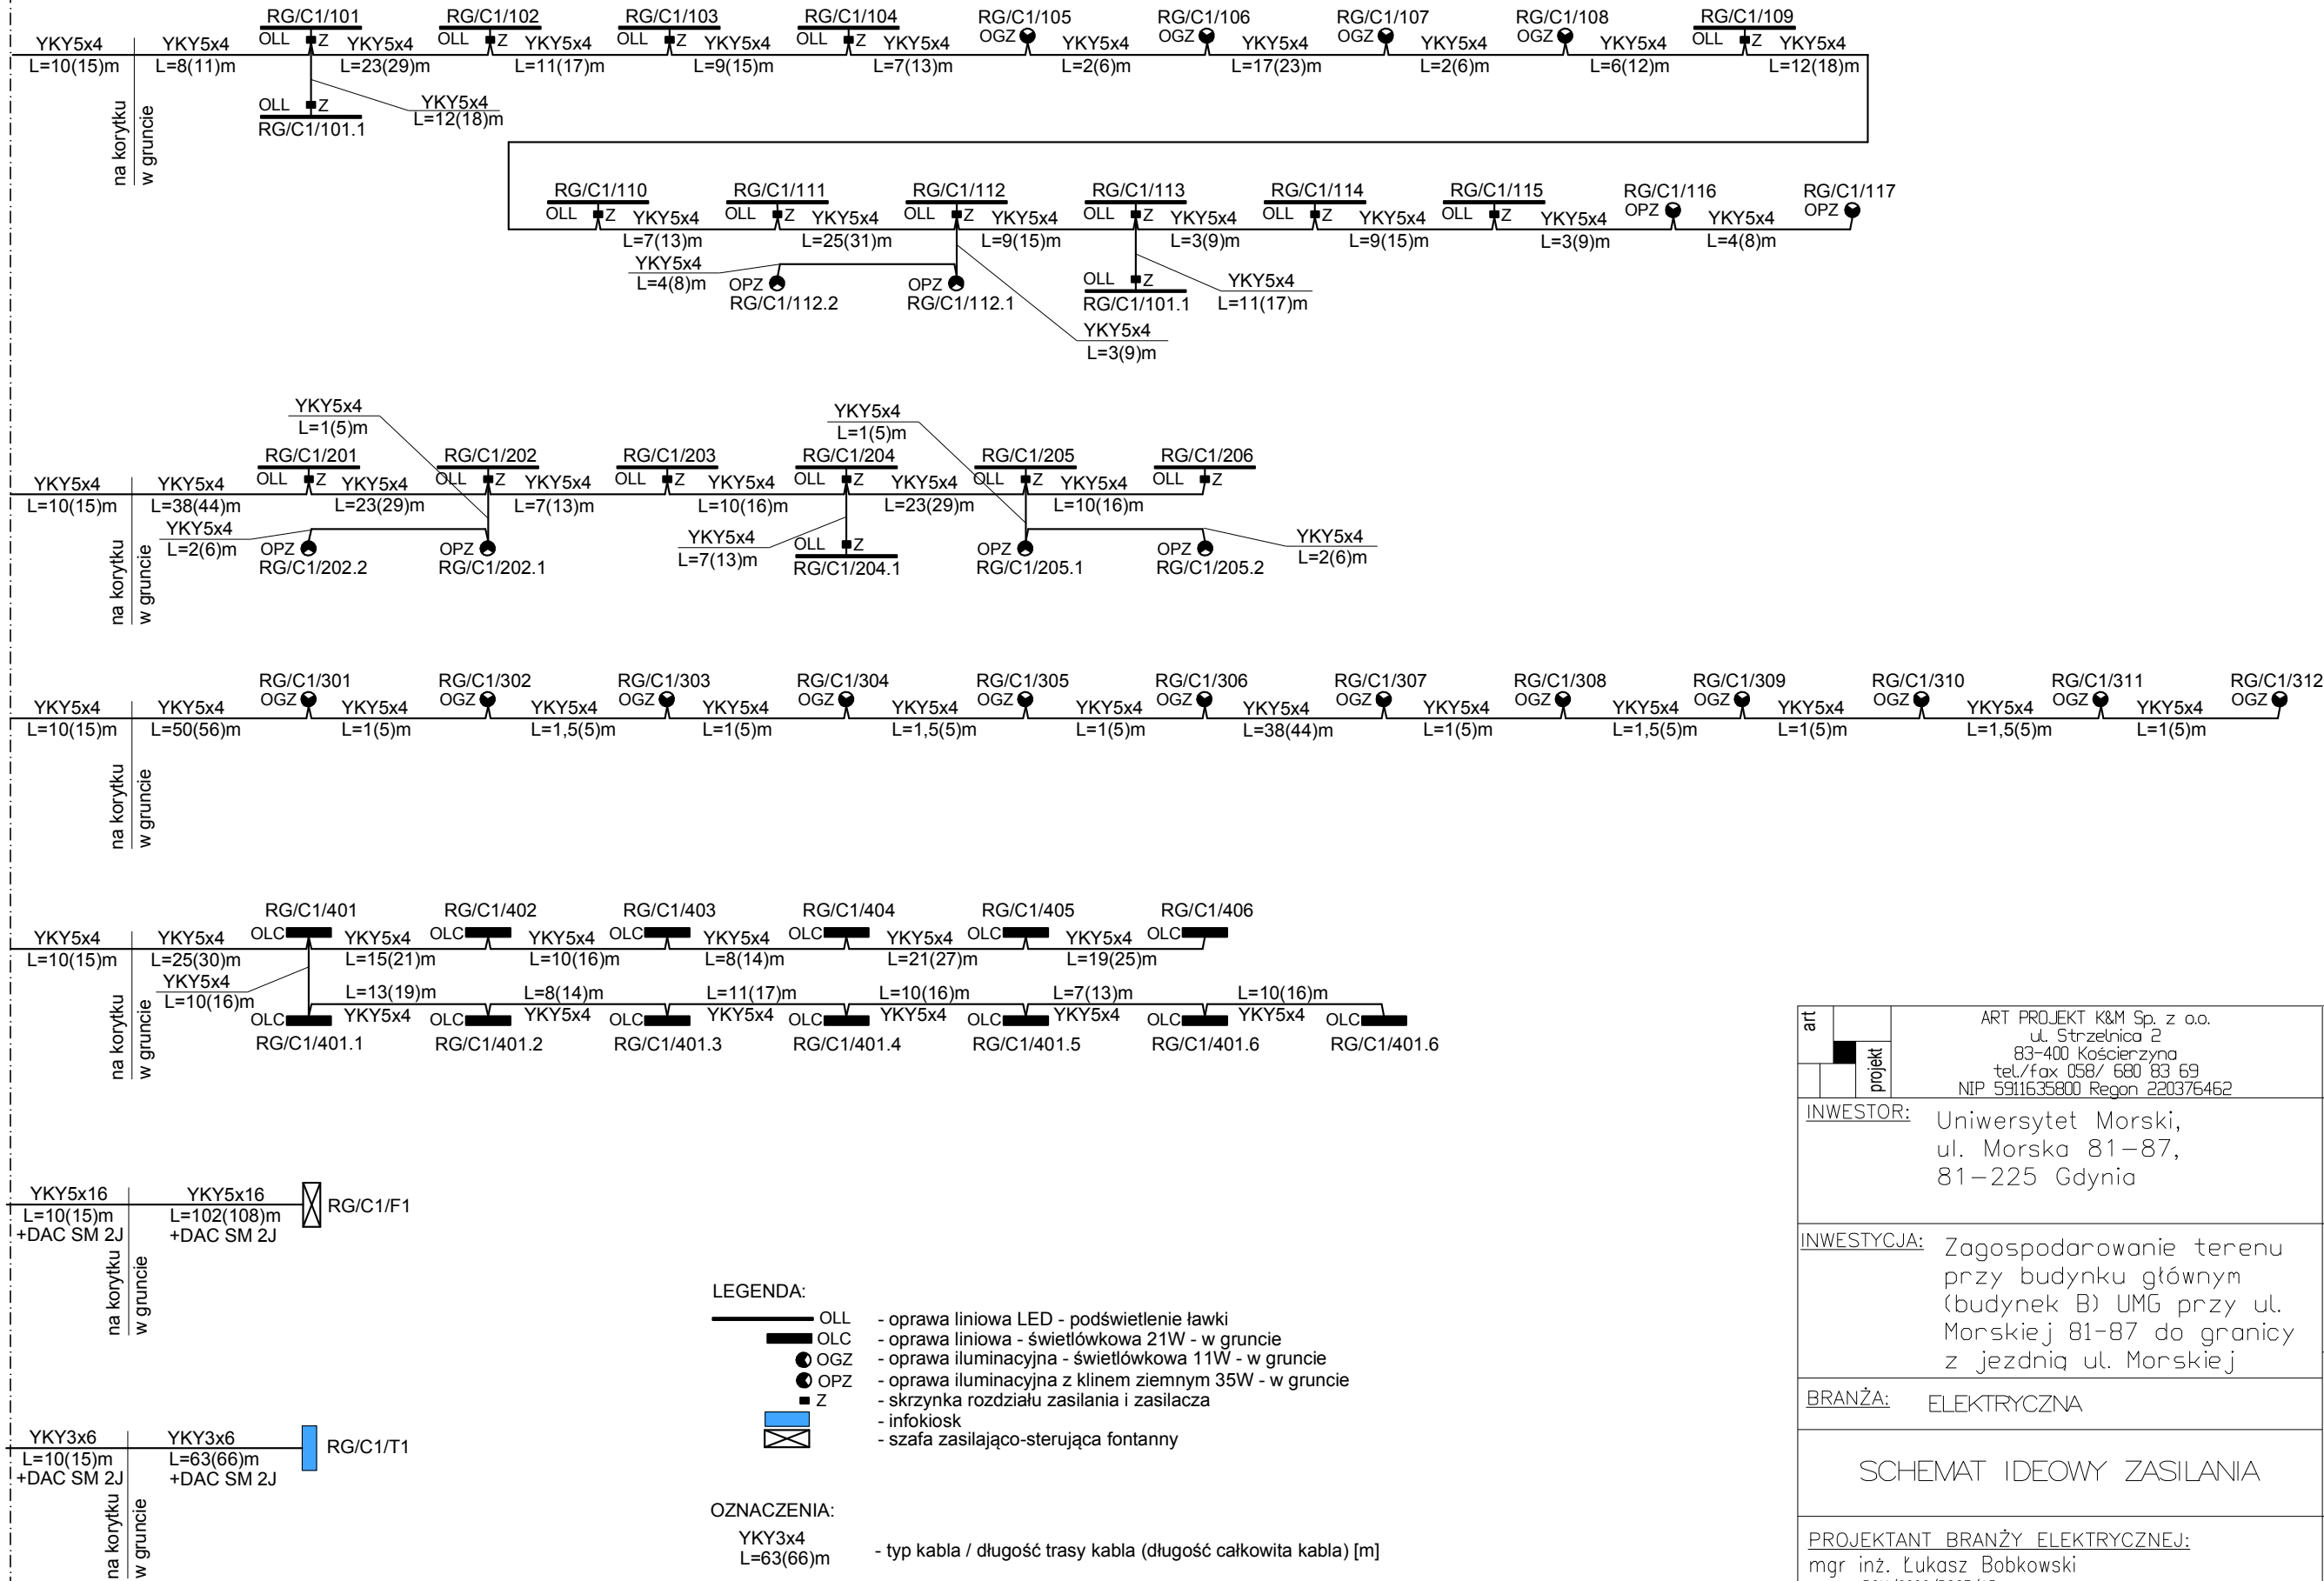 RG/C1/101 RG/C1/102 RG/C1/103 RG/C1/104 RG/C1/105 RG/C1/106 RG/C1/107 RG/C1/108 RG/C1/109
OLL Z OLL Z OLL Z OLL Z OGZ OGZ OGZ OGZ OLL Z
YKY5x4 YKY5x4 YKY5x4 YKY5x4 YKY5x4 YKY5x4 YKY5x4 YKY5x4 YKY5x4 YKY5x4 YKY5x4
L=10(15)m L=8(11)m L=23(29)m L=11(17)m L=9(15)m L=7(13)m L=2(6)m L=17(23)m L=2(6)m L=6(12)m L=12(18)m
OLL Z YKY5x4
L=12(18)m
RG/C1/101.1
na korytku
w gruncie
RG/C1/110 RG/C1/111 RG/C1/112 RG/C1/113 RG/C1/114 RG/C1/115 RG/C1/116 RG/C1/117
OLL Z OLL Z OLL Z OLL Z OLL Z OLL Z OPZ OPZ
YKY5x4 YKY5x4 YKY5x4 YKY5x4 YKY5x4 YKY5x4 YKY5x4
L=7(13)m L=25(31)m L=9(15)m L=3(9)m L=9(15)m L=3(9)m L=4(8)m
YKY5x4
L=4(8)m OPZ OPZ OLL Z YKY5x4
RG/C1/112.2 RG/C1/112.1 RG/C1/101.1 L=11(17)m
YKY5x4
L=3(9)m
YKY5x4 YKY5x4
L=1(5)m L=1(5)m
RG/C1/201 RG/C1/202 RG/C1/203 RG/C1/204 RG/C1/205 RG/C1/206
OLL Z OLL Z OLL Z OLL Z OLL Z OLL Z
YKY5x4 YKY5x4 YKY5x4 YKY5x4 YKY5x4 YKY5x4 YKY5x4
L=10(15)m L=38(44)m L=23(29)m L=7(13)m L=10(16)m L=23(29)m L=10(16)m
YKY5x4 YKY5x4 YKY5x4
L=2(6)m OPZ OPZ L=7(13)m OLL Z OPZ OPZ L=2(6)m
RG/C1/202.2 RG/C1/202.1 RG/C1/204.1 RG/C1/205.1 RG/C1/205.2
na korytku
w gruncie
RG/C1/301 RG/C1/302 RG/C1/303 RG/C1/304 RG/C1/305 RG/C1/306 RG/C1/307 RG/C1/308 RG/C1/309 RG/C1/310 RG/C1/311 RG/C1/312
OGZ OGZ OGZ OGZ OGZ OGZ OGZ OGZ OGZ OGZ OGZ OGZ
YKY5x4 YKY5x4 YKY5x4 YKY5x4 YKY5x4 YKY5x4 YKY5x4 YKY5x4 YKY5x4 YKY5x4 YKY5x4 YKY5x4 YKY5x4
L=10(15)m L=50(56)m L=1(5)m L=1,5(5)m L=1(5)m L=1,5(5)m L=1(5)m L=38(44)m L=1(5)m L=1,5(5)m L=1(5)m L=1,5(5)m L=1(5)m
na korytku
w gruncie
RG/C1/401 RG/C1/402 RG/C1/403 RG/C1/404 RG/C1/405 RG/C1/406
OLC OLC OLC OLC OLC OLC
YKY5x4 YKY5x4 YKY5x4 YKY5x4 YKY5x4 YKY5x4 YKY5x4
L=10(15)m L=25(30)m L=15(21)m L=10(16)m L=8(14)m L=21(27)m L=19(25)m
YKY5x4
L=10(16)m L=13(19)m L=8(14)m L=11(17)m L=10(16)m L=7(13)m L=10(16)m
OLC YKY5x4 OLC YKY5x4 OLC YKY5x4 OLC YKY5x4 OLC YKY5x4 OLC YKY5x4 OLC
RG/C1/401.1 RG/C1/401.2 RG/C1/401.3 RG/C1/401.4 RG/C1/401.5 RG/C1/401.6 RG/C1/401.6
na korytku
w gruncie
YKY5x16 YKY5x16
L=10(15)m L=102(108)m RG/C1/F1
+DAC SM 2J +DAC SM 2J
na korytku
w gruncie
YKY3x6 YKY3x6
L=10(15)m L=63(66)m RG/C1/T1
+DAC SM 2J +DAC SM 2J
na korytku
w gruncie
LEGENDA:
OLL - oprawa liniowa LED - podświetlenie ławki
OLC - oprawa liniowa - świetlówkowa 21W - w gruncie
OGZ - oprawa iluminacyjna - świetlówkowa 11W - w gruncie
OPZ - oprawa iluminacyjna z klinem ziemnym 35W - w gruncie
Z - skrzynka rozdziału zasilania i zasilacza
- infokiosk
- szafa zasilająco-sterująca fontanny
OZNACZENIA:
YKY3x4
L=63(66)m - typ kabla / długość trasy kabla (długość całkowita kabla) [m]
art
projekt
ART PROJEKT K&M Sp. z o.o.
ul. Strzelnica 2
83-400 Kościerzyna
tel./fax 058/ 680 83 69
NIP 5911635800 Regon 220376462
INWESTOR: Uniwersytet Morski,
ul. Morska 81-87,
81-225 Gdynia
INWESTYCJA: Zagospodarowanie terenu
przy budynku głównym
(budynek B) UMG przy ul.
Morskiej 81-87 do granicy
z jezdnią ul. Morskiej
BRANŻA: ELEKTRYCZNA
SCHEMAT IDEOWY ZASILANIA
PROJEKTANT BRANŻY ELEKTRYCZNEJ:
mgr inż. Łukasz Bobkowski